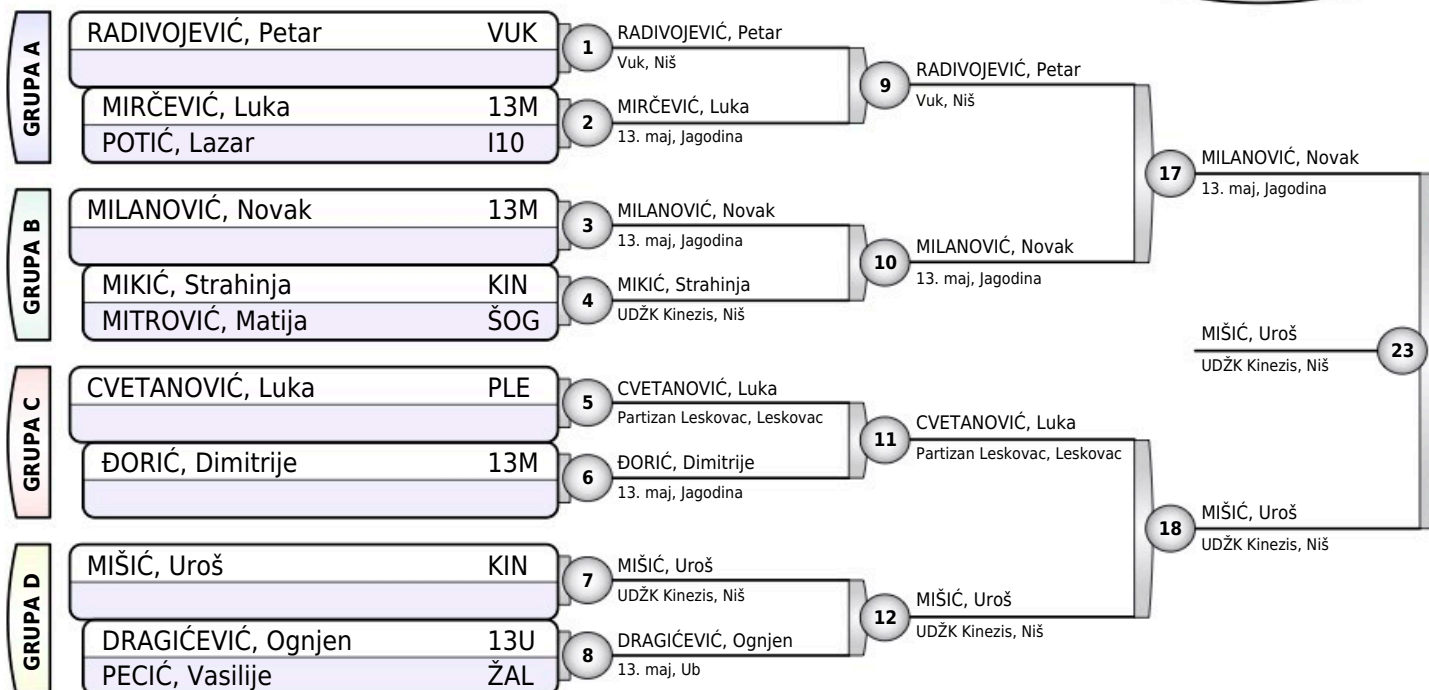 GRUPA A
RADIVOJEVIĆ, Petar VUK
MIRČEVIĆ, Luka 13M
POTIĆ, Lazar I10
GRUPA B
MILANOVIĆ, Novak 13M
MIKIĆ, Strahinja KIN
MITROVIĆ, Matija ŠOG
GRUPA C
CVETANOVIĆ, Luka PLE
ĐORIĆ, Dimitrije 13M
GRUPA D
MIŠIĆ, Uroš KIN
DRAGIĆEVIĆ, Ognjen 13U
PECIĆ, Vasilije ŽAL
1
RADIVOJEVIĆ, Petar
Vuk, Niš
2
MIRČEVIĆ, Luka
13. maj, Jagodina
3
MILANOVIĆ, Novak
13. maj, Jagodina
4
MIKIĆ, Strahinja
UDŽK Kinezis, Niš
5
CVETANOVIĆ, Luka
Partizan Leskovac, Leskovac
6
ĐORIĆ, Dimitrije
13. maj, Jagodina
7
MIŠIĆ, Uroš
UDŽK Kinezis, Niš
8
DRAGIĆEVIĆ, Ognjen
13. maj, Ub
9
RADIVOJEVIĆ, Petar
Vuk, Niš
10
MILANOVIĆ, Novak
13. maj, Jagodina
11
CVETANOVIĆ, Luka
Partizan Leskovac, Leskovac
12
MIŠIĆ, Uroš
UDŽK Kinezis, Niš
17
MILANOVIĆ, Novak
13. maj, Jagodina
18
MIŠIĆ, Uroš
UDŽK Kinezis, Niš
MIŠIĆ, Uroš
UDŽK Kinezis, Niš
23